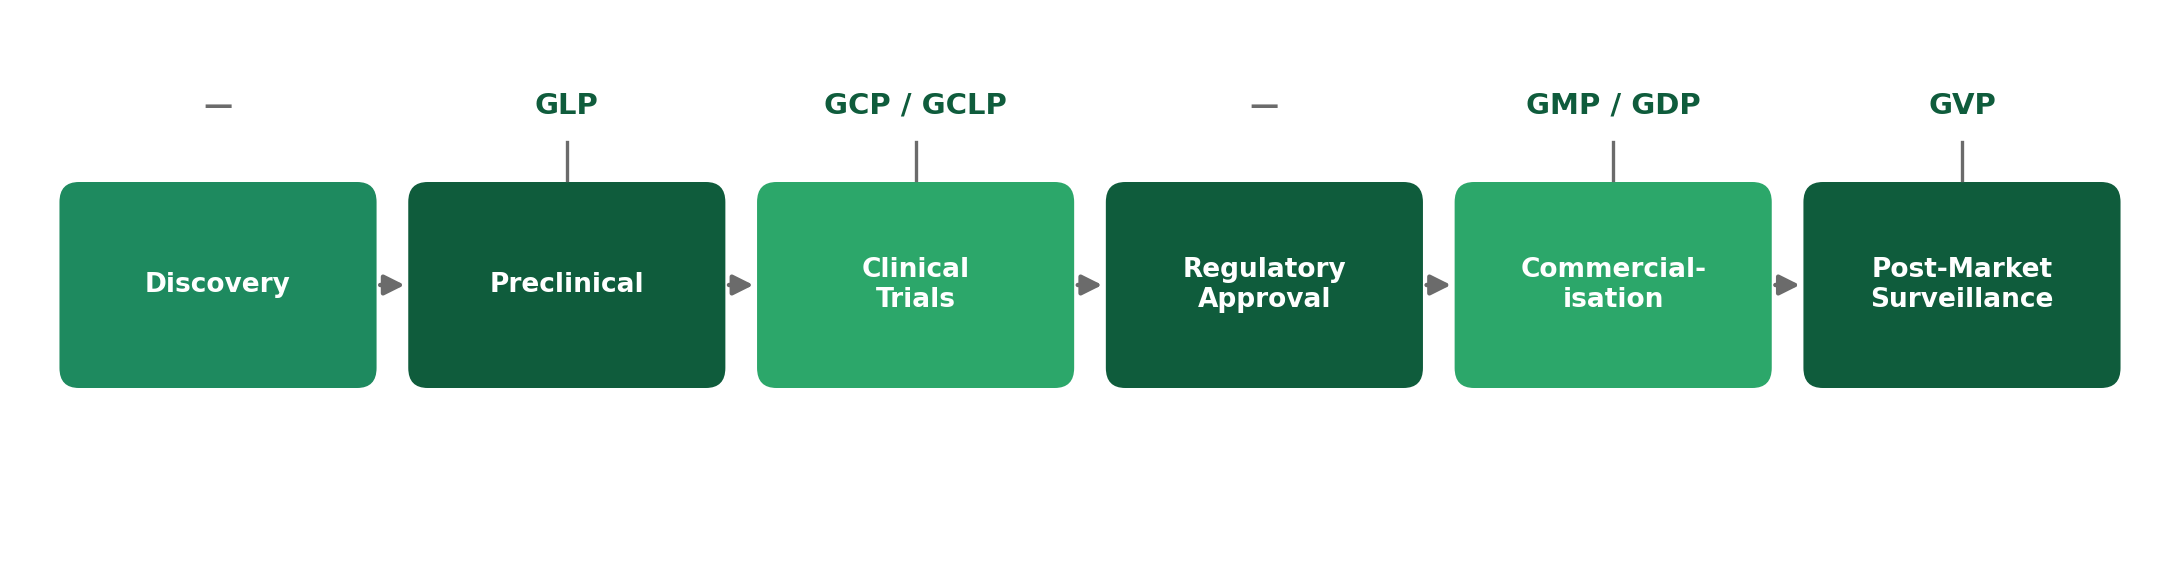 —
GLP
GCP / GCLP
—
GMP / GDP
GVP
Discovery
Preclinical
Clinical
Trials
Regulatory
Approval
Commercial-
isation
Post-Market
Surveillance